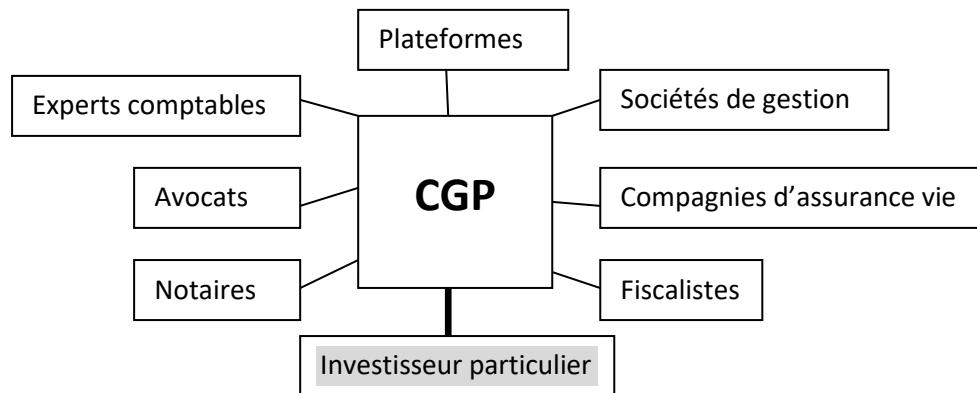 Plateformes
Experts comptables
Sociétés de gestion
Avocats
CGP
Compagnies d’assurance vie
Notaires
Fiscalistes
Investisseur particulier